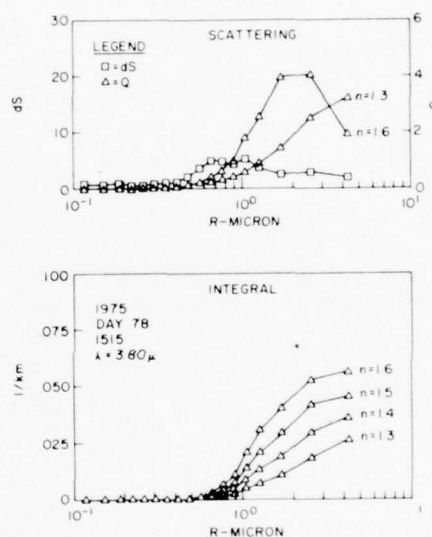 SCATTERING
LEGEND
□ = dS
△ = Q
30
20
10
0
dS
6
4
2
0
n=1.3
n=1.6
10⁻¹ 10⁰ 10¹
R-MICRON
INTEGRAL
1975
DAY 78
1515
λ = 3.80μ
100
075
050
025
0.0
1/km
n=1.6
n=1.5
n=1.4
n=1.3
10⁻¹ 10⁰ 1
R-MICRON